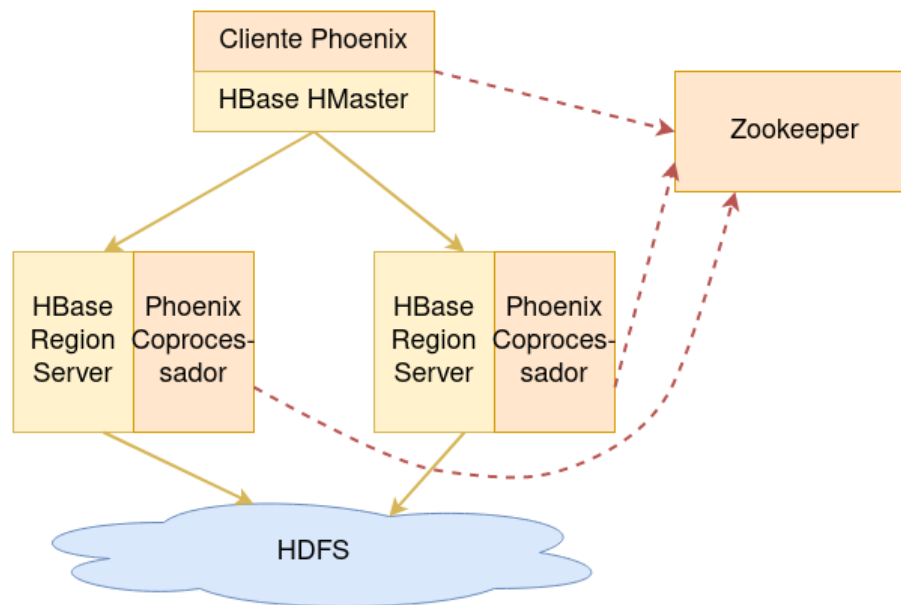 Cliente Phoenix
HBase HMaster
Zookeeper
HBase
Region
Server
Phoenix
Coproces-
sador
HBase
Region
Server
Phoenix
Coproces-
sador
HDFS